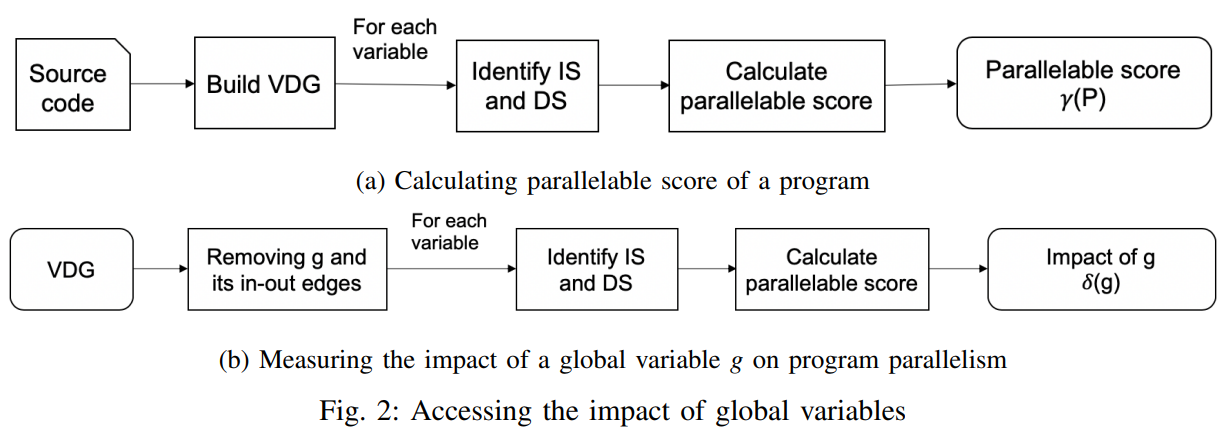 For each
variable
Source
code
Build VDG
Identify IS
and DS
Calculate
parallelable score
Parallelable score
γ(P)
(a) Calculating parallelable score of a program
For each
variable
VDG
Removing g and
its in-out edges
Identify IS
and DS
Calculate
parallelable score
Impact of g
δ(g)
(b) Measuring the impact of a global variable g on program parallelism
Fig. 2: Accessing the impact of global variables